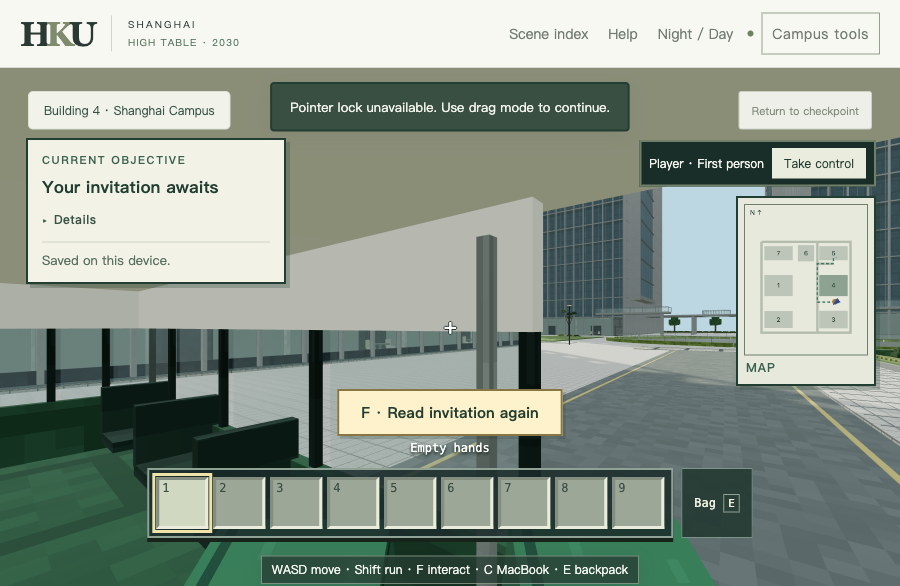 HKU
SHANGHAI
HIGH TABLE · 2030
Scene index
Help
Night / Day
Campus tools
Building 4 · Shanghai Campus
Pointer lock unavailable. Use drag mode to continue.
Return to checkpoint
CURRENT OBJECTIVE
Your invitation awaits
▸ Details
Saved on this device.
Player · First person
Take control
N ↑
7
6
5
1
4
2
3
MAP
F · Read invitation again
Empty hands
1
2
3
4
5
6
7
8
9
Bag E
WASD move · Shift run · F interact · C MacBook · E backpack